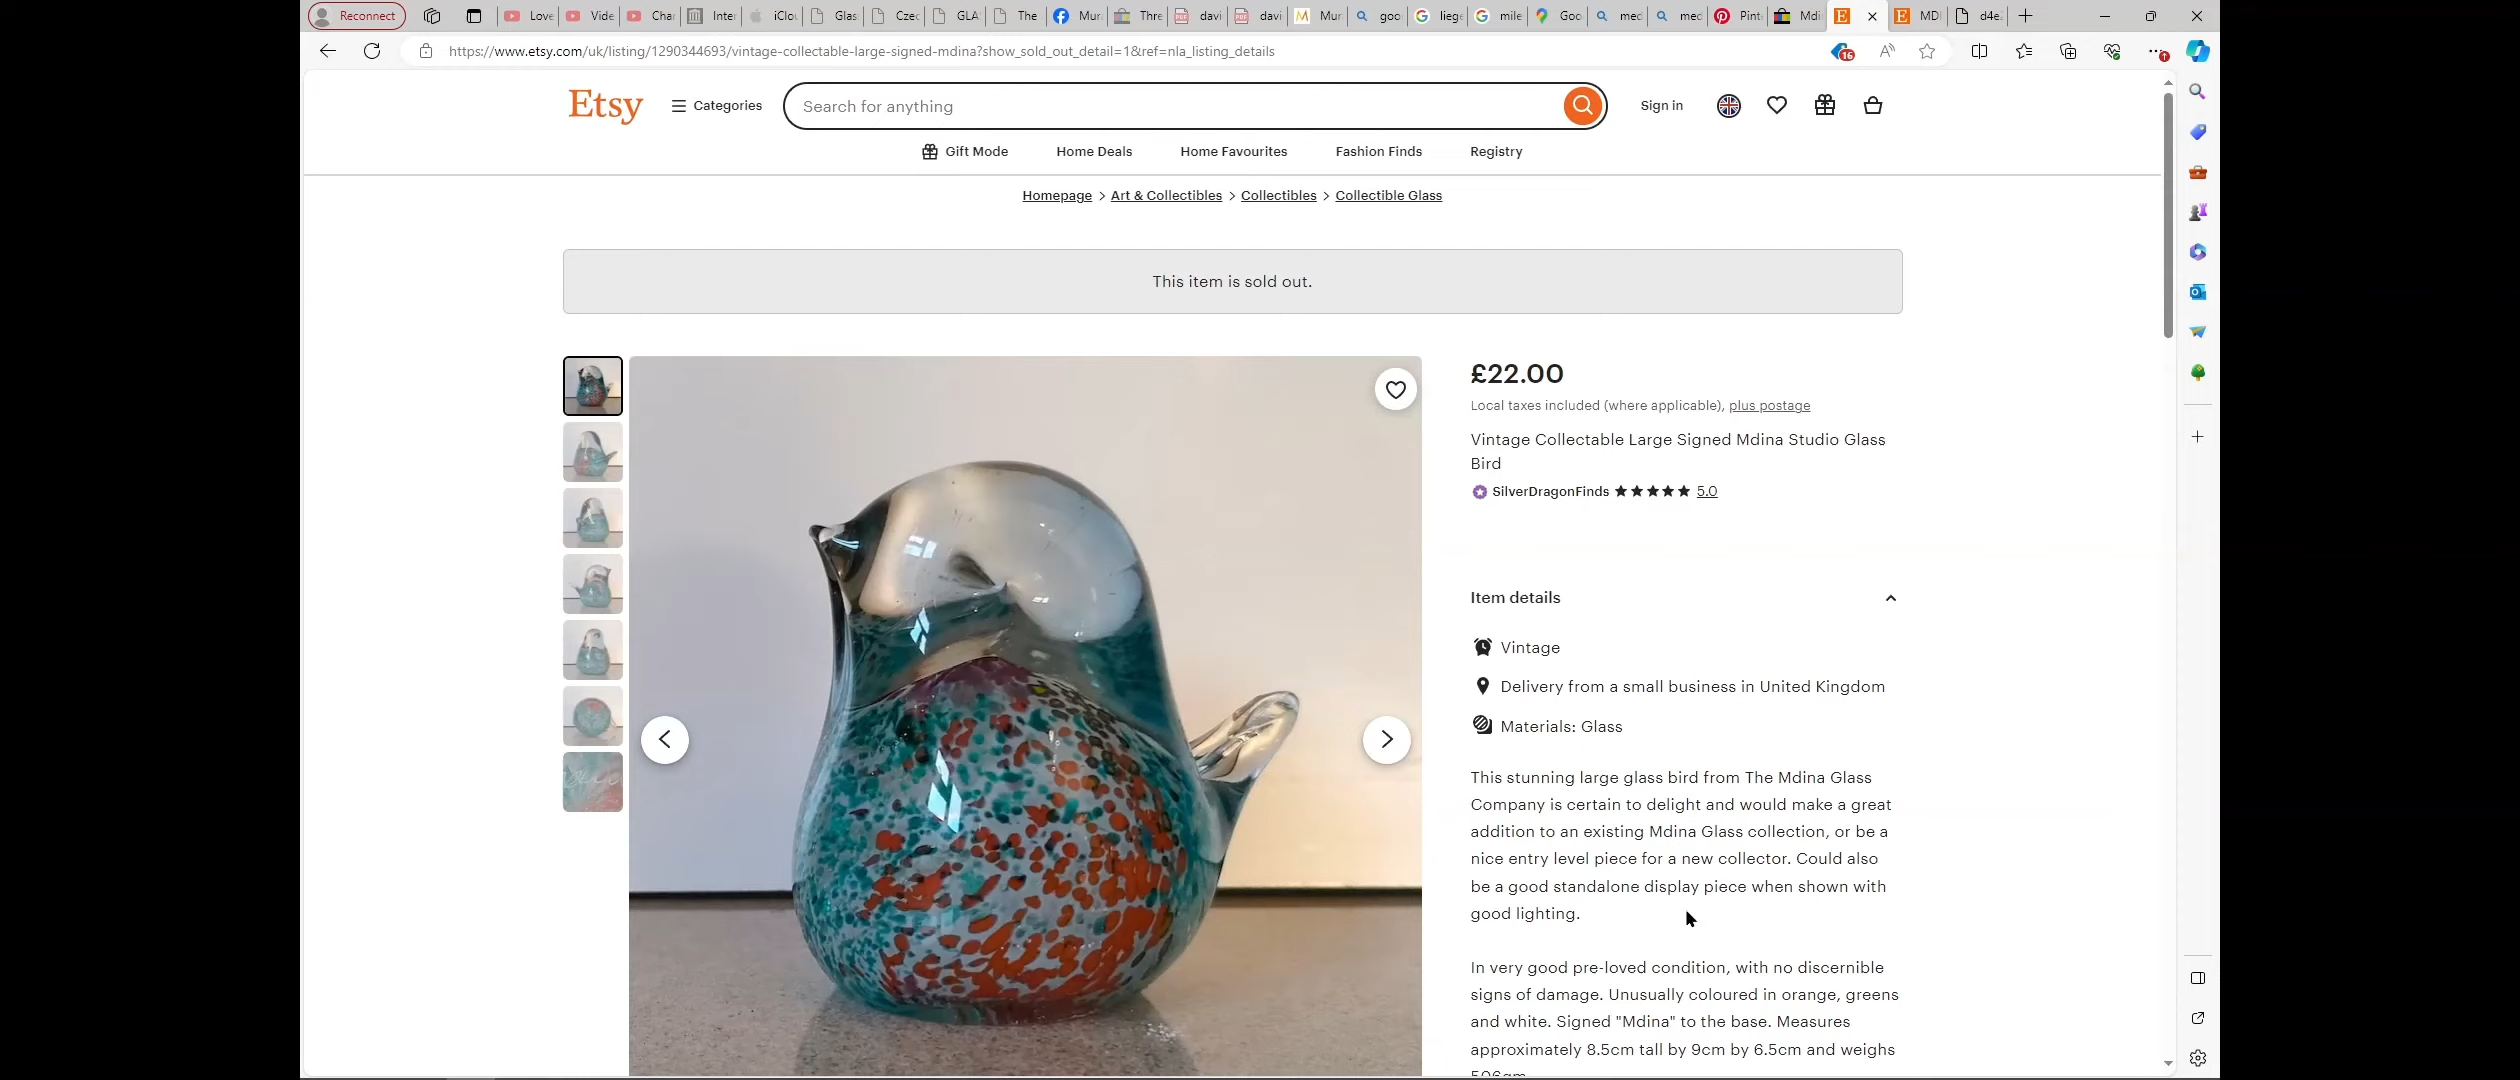 Reconnect
Love
Vide
Char
Inter
iClou
Glas
Czec
GLA
The
Mur
Thre
davi
davi
Mur
goo
liege
mile
Goo
med
med
Pint
Mdi
MDI
d4e
https://www.etsy.com/uk/listing/1290344693/vintage-collectable-large-signed-mdina?show_sold_out_detail=1&ref=nla_listing_details
16
Etsy
Categories
Search for anything
Sign in
Gift Mode
Home Deals
Home Favourites
Fashion Finds
Registry
Homepage > Art & Collectibles > Collectibles > Collectible Glass
This item is sold out.
£22.00
Local taxes included (where applicable), plus postage
Vintage Collectable Large Signed Mdina Studio Glass
Bird
SilverDragonFinds ★★★★★ 5.0
Item details
Vintage
Delivery from a small business in United Kingdom
Materials: Glass
This stunning large glass bird from The Mdina Glass
Company is certain to delight and would make a great
addition to an existing Mdina Glass collection, or be a
nice entry level piece for a new collector. Could also
be a good standalone display piece when shown with
good lighting.
In very good pre-loved condition, with no discernible
signs of damage. Unusually coloured in orange, greens
and white. Signed "Mdina" to the base. Measures
approximately 8.5cm tall by 9cm by 6.5cm and weighs